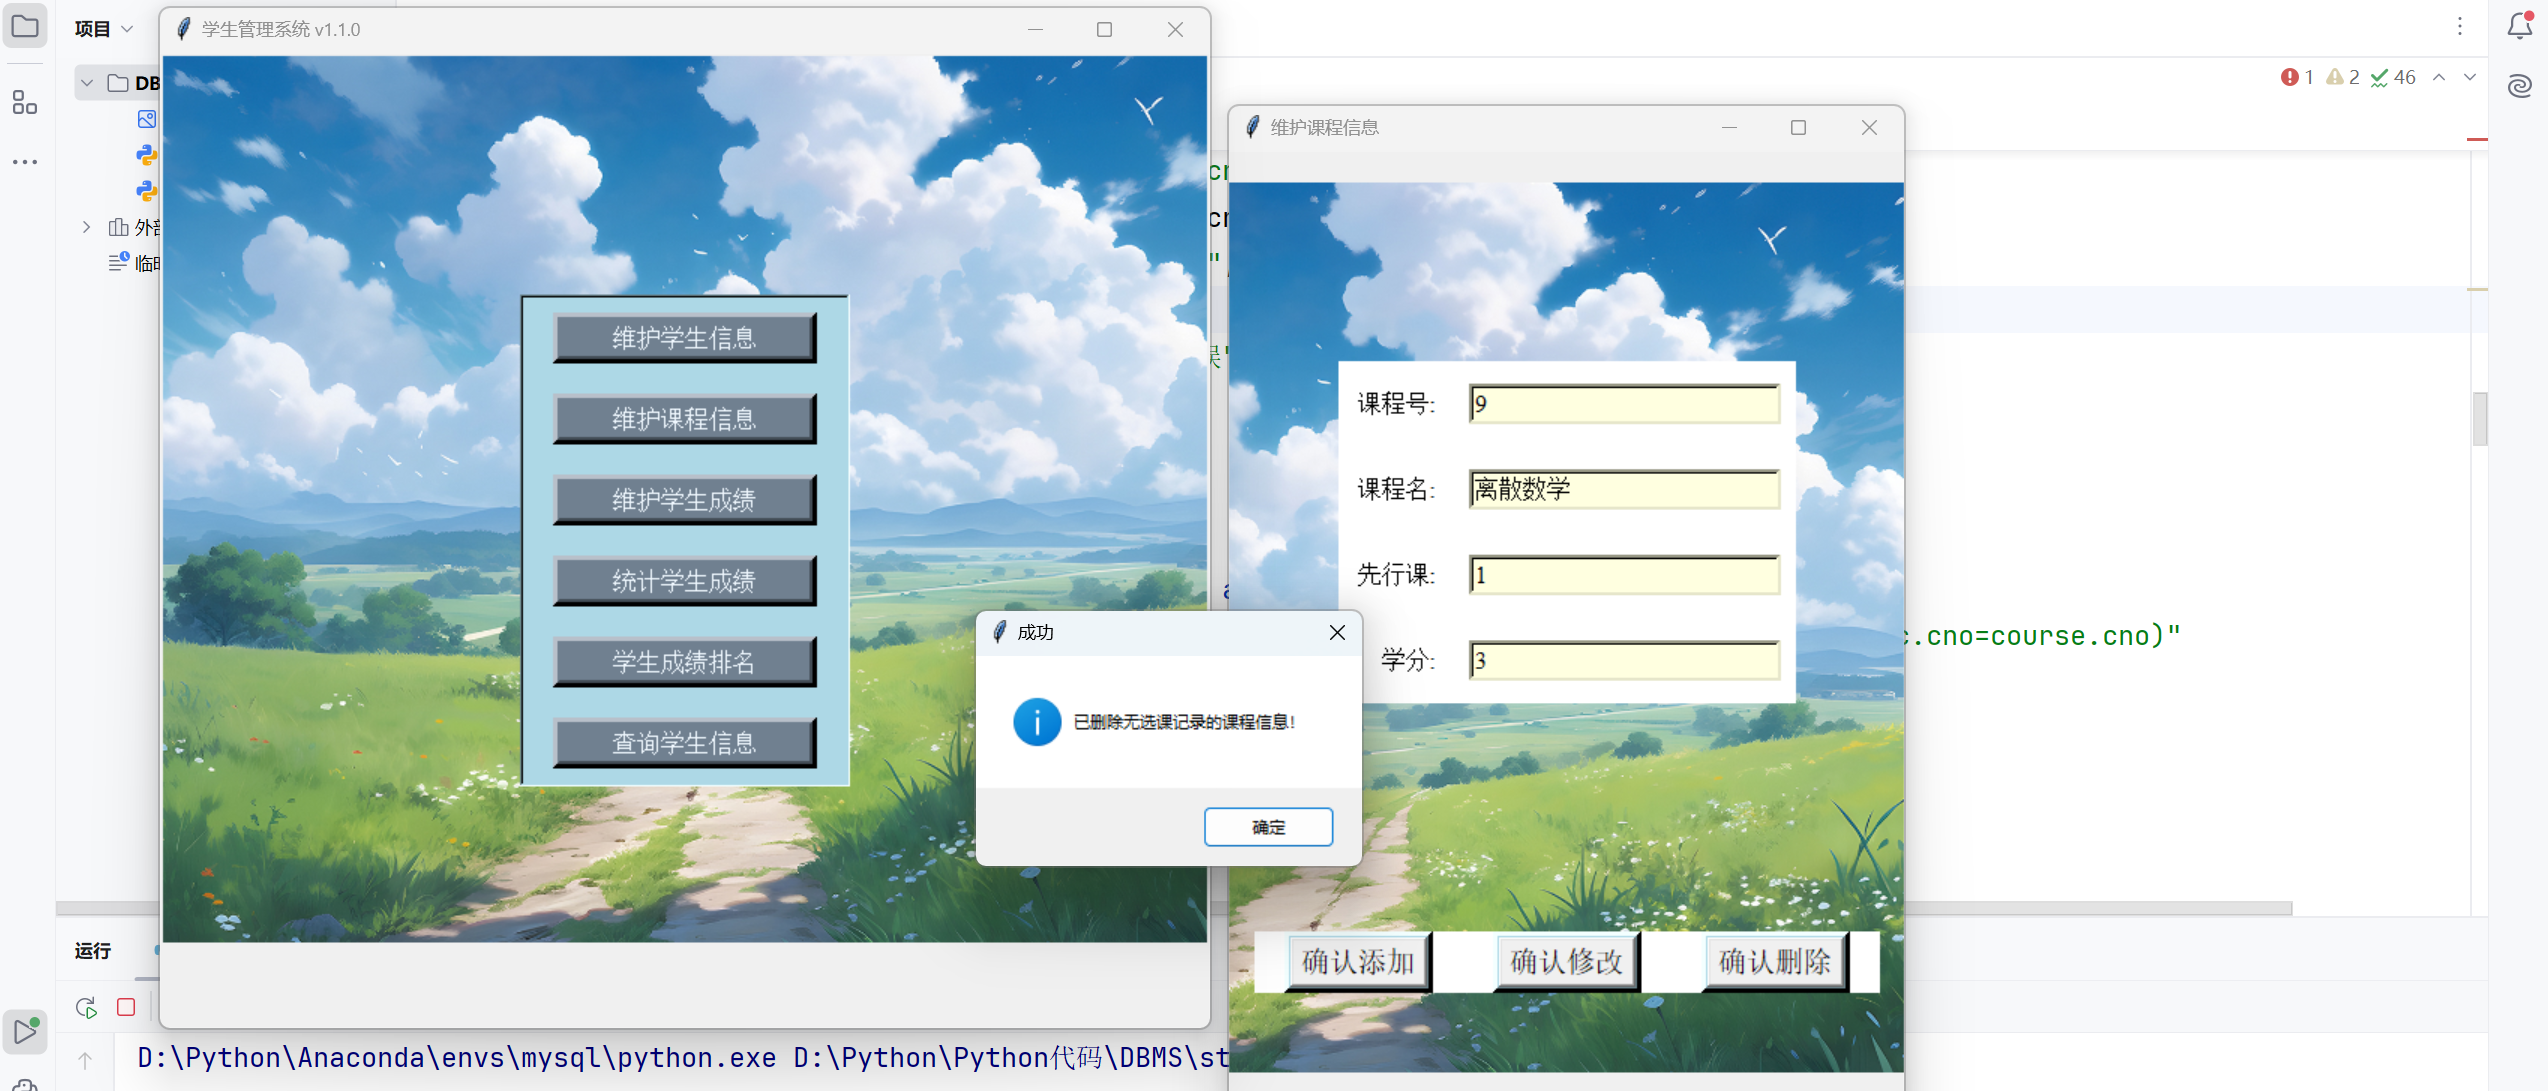 项目
学生管理系统 v1.1.0
1 2 46
DB
维护课程信息
外部
维护学生信息
维护课程信息
维护学生成绩
统计学生成绩
学生成绩排名
查询学生信息
课程号: 9
课程名: 离散数学
先行课: 1
学分: 3
.cno=course.cno)"
成功
已删除无选课记录的课程信息!
确定
确认添加 确认修改 确认删除
运行
D:\Python\Anaconda\envs\mysql\python.exe D:\Python\Python代码\DBMS\st